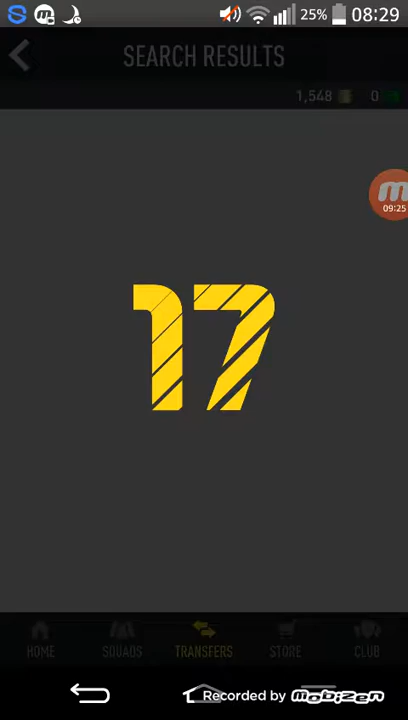 25% 08:29
SEARCH RESULTS
1,548 0
09:25
17
HOME SQUADS TRANSFERS STORE CLUB
Recorded by mobizen